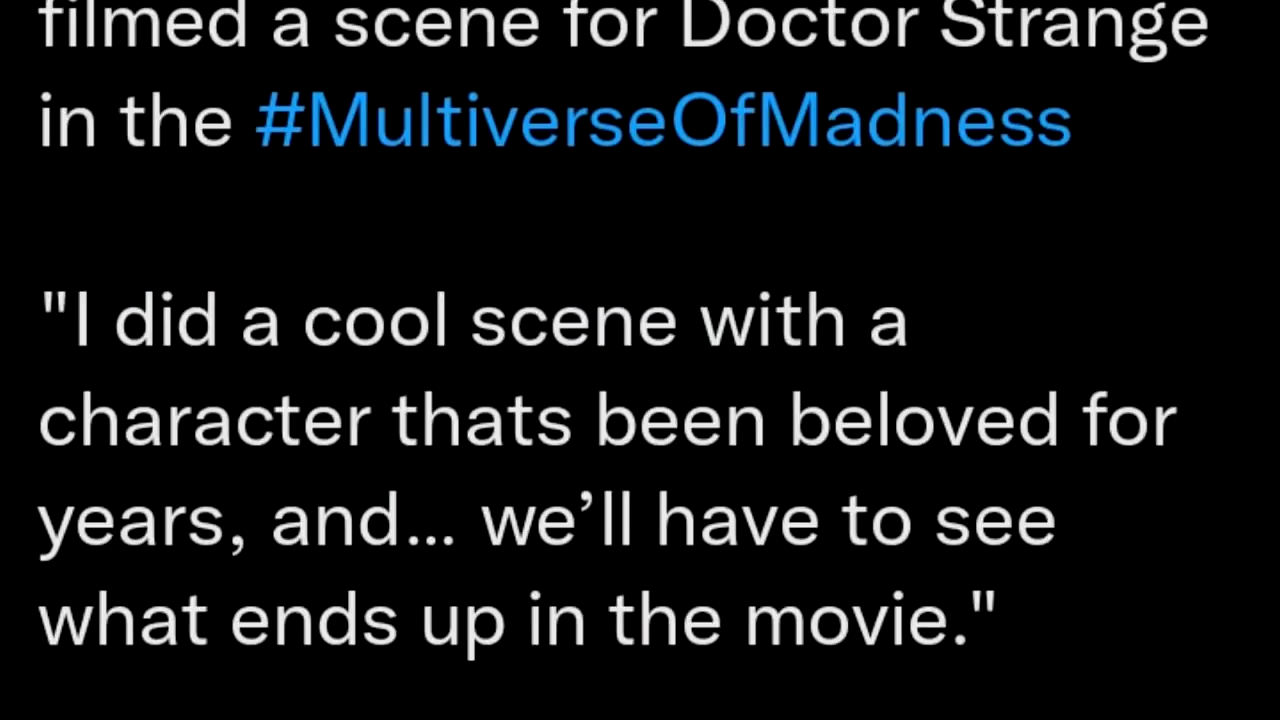 filmed a scene for Doctor Strange
in the #MultiverseOfMadness
"I did a cool scene with a
character thats been beloved for
years, and... we’ll have to see
what ends up in the movie."